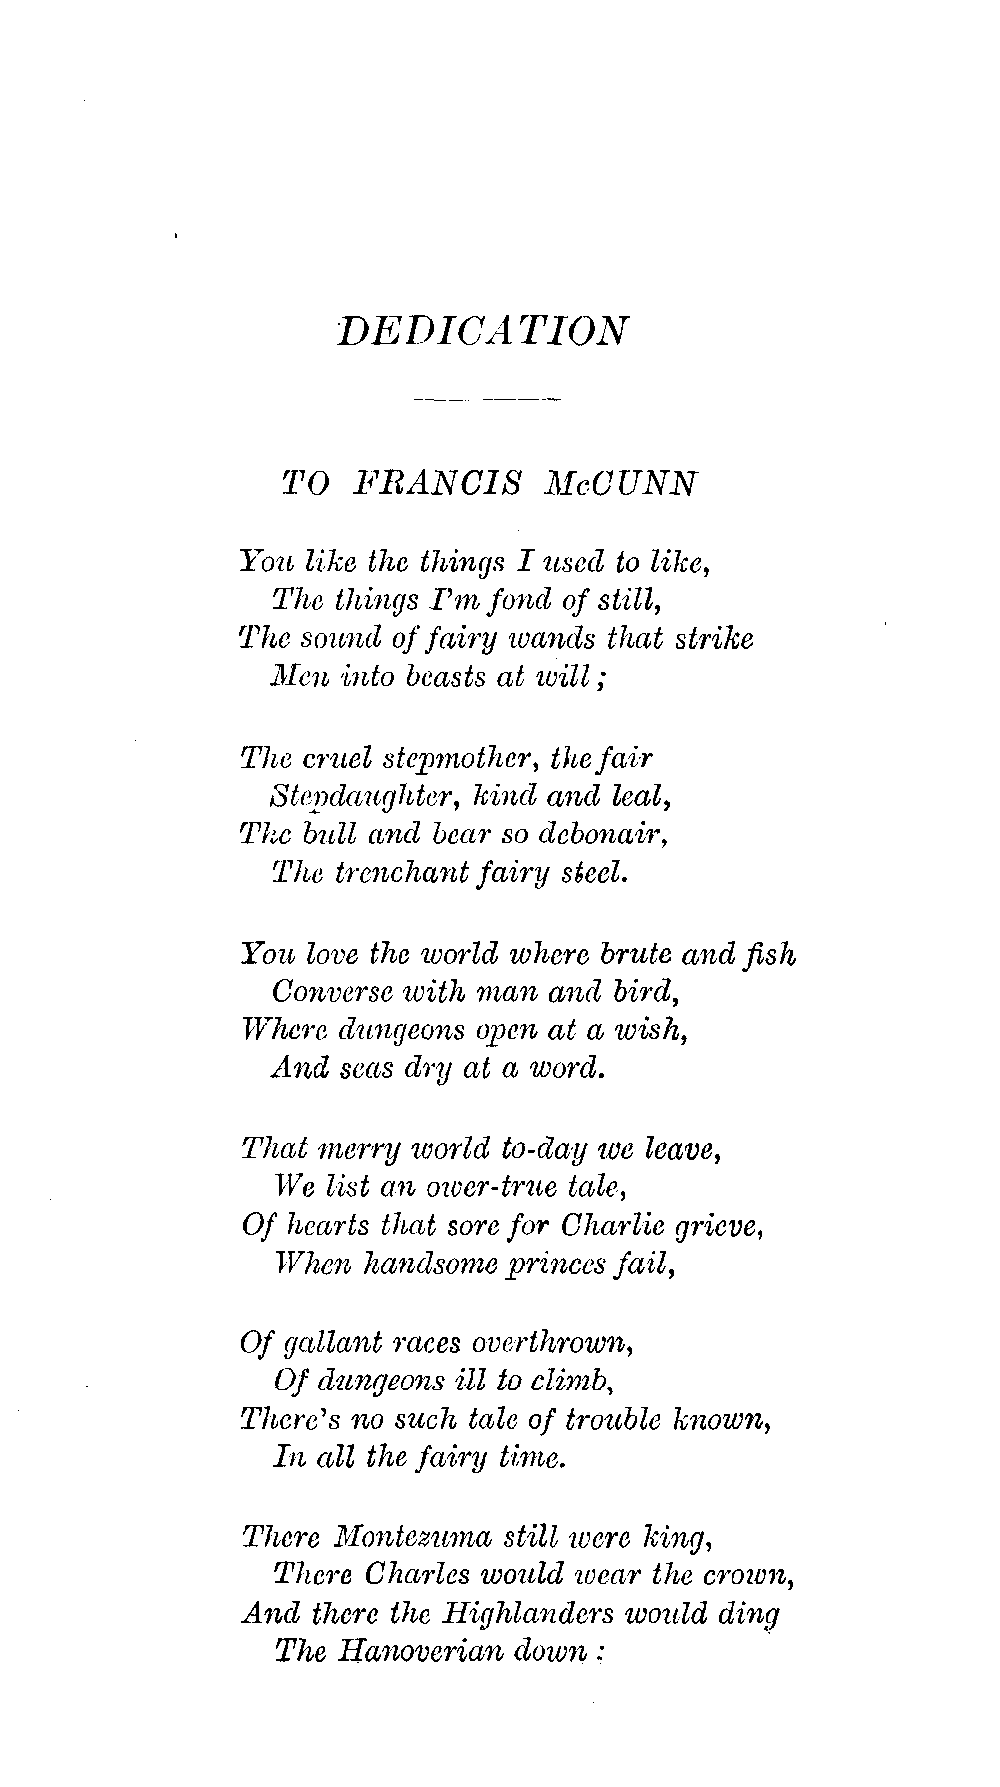 DEDICATION
TO FRANCIS McCUNN
You like the things I used to like,
The things I'm fond of still,
The sound of fairy wands that strike
Men into beasts at will;
The cruel stepmother, the fair
Stepdaughter, kind and leal,
The bull and bear so debonair,
The trenchant fairy steel.
You love the world where brute and fish
Converse with man and bird,
Where dungeons open at a wish,
And seas dry at a word.
That merry world to-day we leave,
We list an ower-true tale,
Of hearts that sore for Charlie grieve,
When handsome princes fail,
Of gallant races overthrown,
Of dungeons ill to climb,
There's no such tale of trouble known,
In all the fairy time.
There Montezuma still were king,
There Charles would wear the crown,
And there the Highlanders would ding
The Hanoverian down: